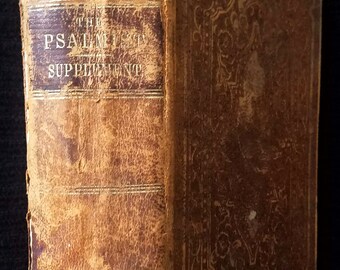 THE
PSALMIST
SUPPLEMENT